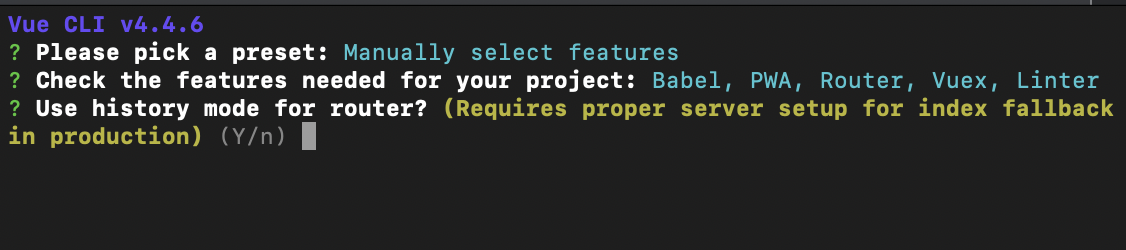 Vue CLI v4.4.6
? Please pick a preset: Manually select features
? Check the features needed for your project: Babel, PWA, Router, Vuex, Linter
? Use history mode for router? (Requires proper server setup for index fallback
in production) (Y/n)